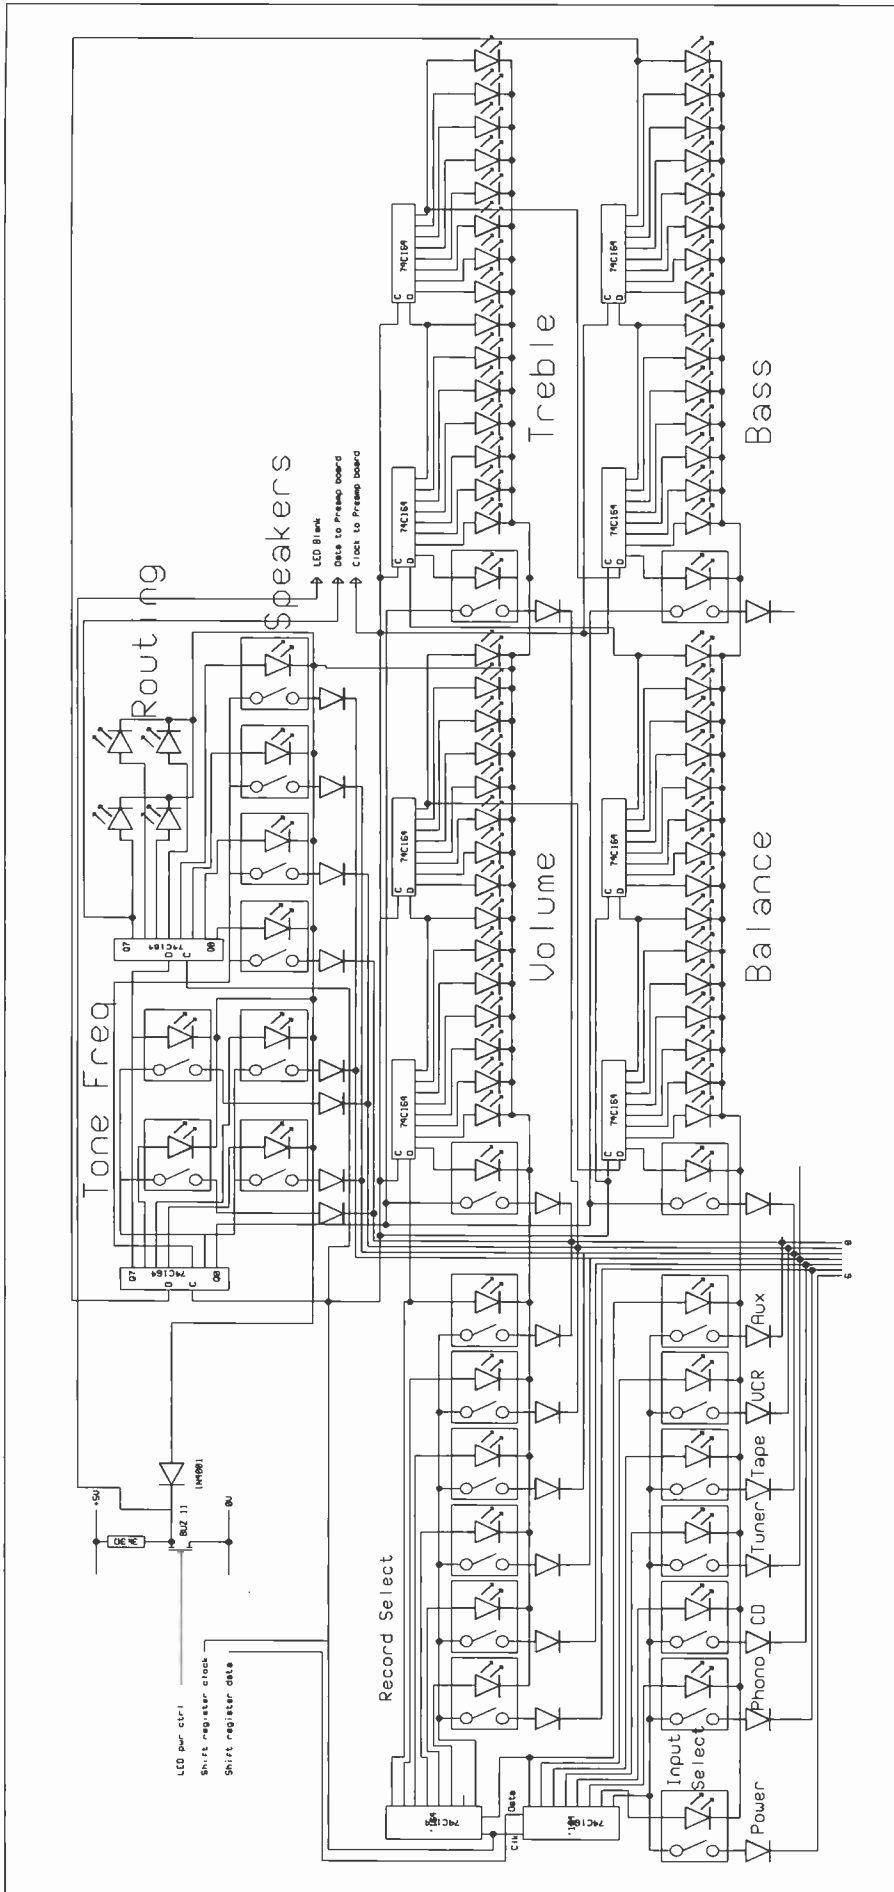 Routing
Speakers
LED Blank
Data to Preamp board
Clock to Preamp board
Tone Freq
Q7
74C164
D
C
Q0
Q7
74C164
D
C
Q0
+5V
3k3Ω
BUZ 11
0V
LED pwr ctrl
Shift register clock
Shift register data
Treble
C
D
74C164
C
D
74C164
Bass
C
D
74C164
C
D
74C164
Volume
C
D
74C164
C
D
74C164
Balance
C
D
74C164
C
D
74C164
Record Select
Data
Clk
Input
Select
Power
Phono
CD
Tuner
Tape
VCR
Aux
0
6